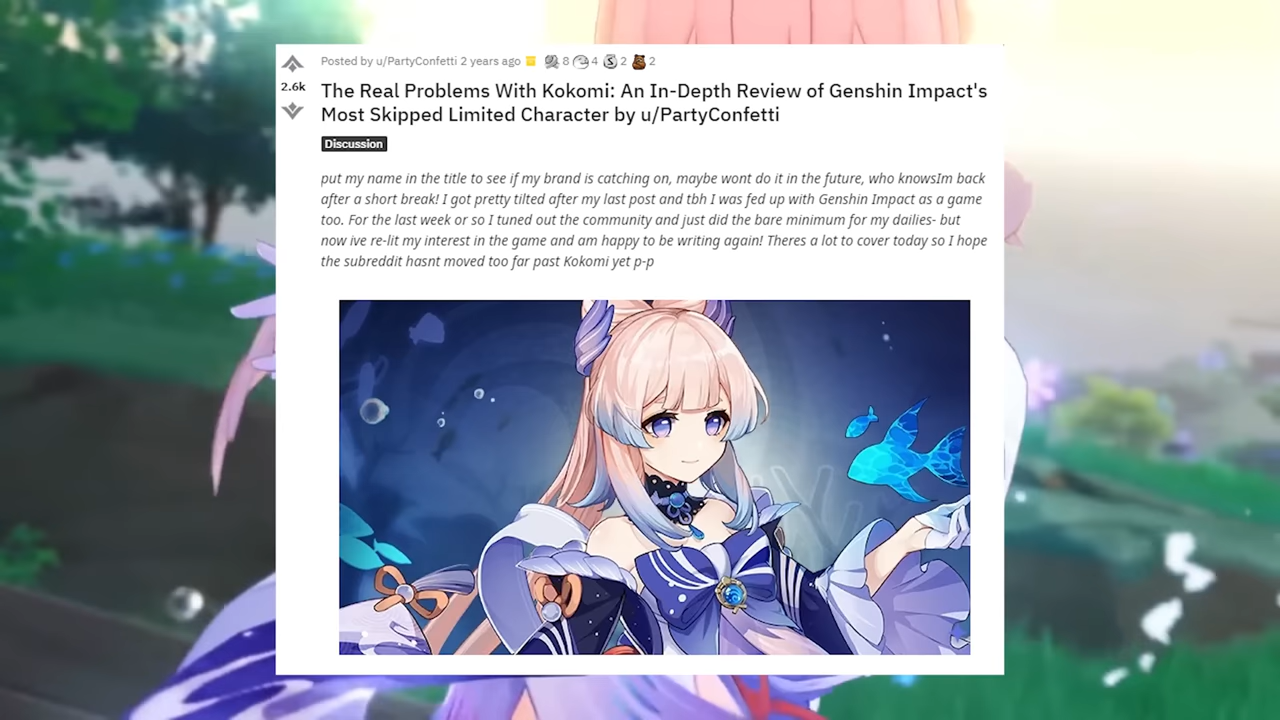 Posted by u/PartyConfetti 2 years ago 8 4 2 2
2.6k
The Real Problems With Kokomi: An In-Depth Review of Genshin Impact's
Most Skipped Limited Character by u/PartyConfetti
Discussion
put my name in the title to see if my brand is catching on, maybe wont do it in the future, who knowsIm back
after a short break! I got pretty tilted after my last post and tbh I was fed up with Genshin Impact as a game
too. For the last week or so I tuned out the community and just did the bare minimum for my dailies- but
now ive re-lit my interest in the game and am happy to be writing again! Theres a lot to cover today so I hope
the subreddit hasnt moved too far past Kokomi yet p-p